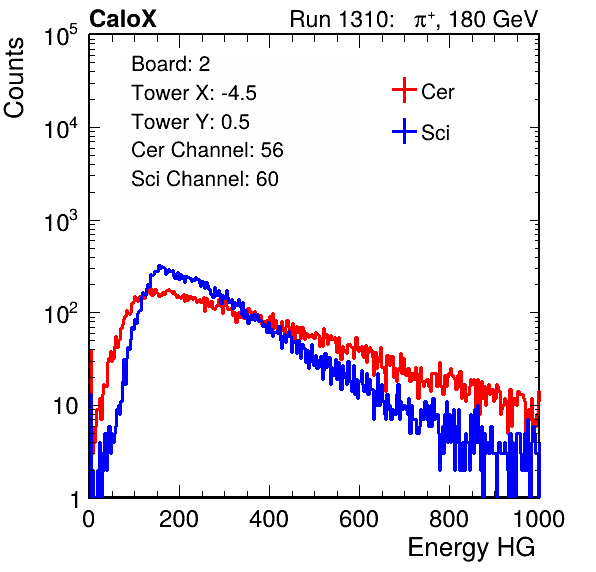 CaloX Run 1310: π⁺, 180 GeV
Counts
10⁵
10⁴
10³
10²
10
1
Board: 2
Tower X: -4.5
Tower Y: 0.5
Cer Channel: 56
Sci Channel: 60
Cer
Sci
0 200 400 600 800 1000
Energy HG